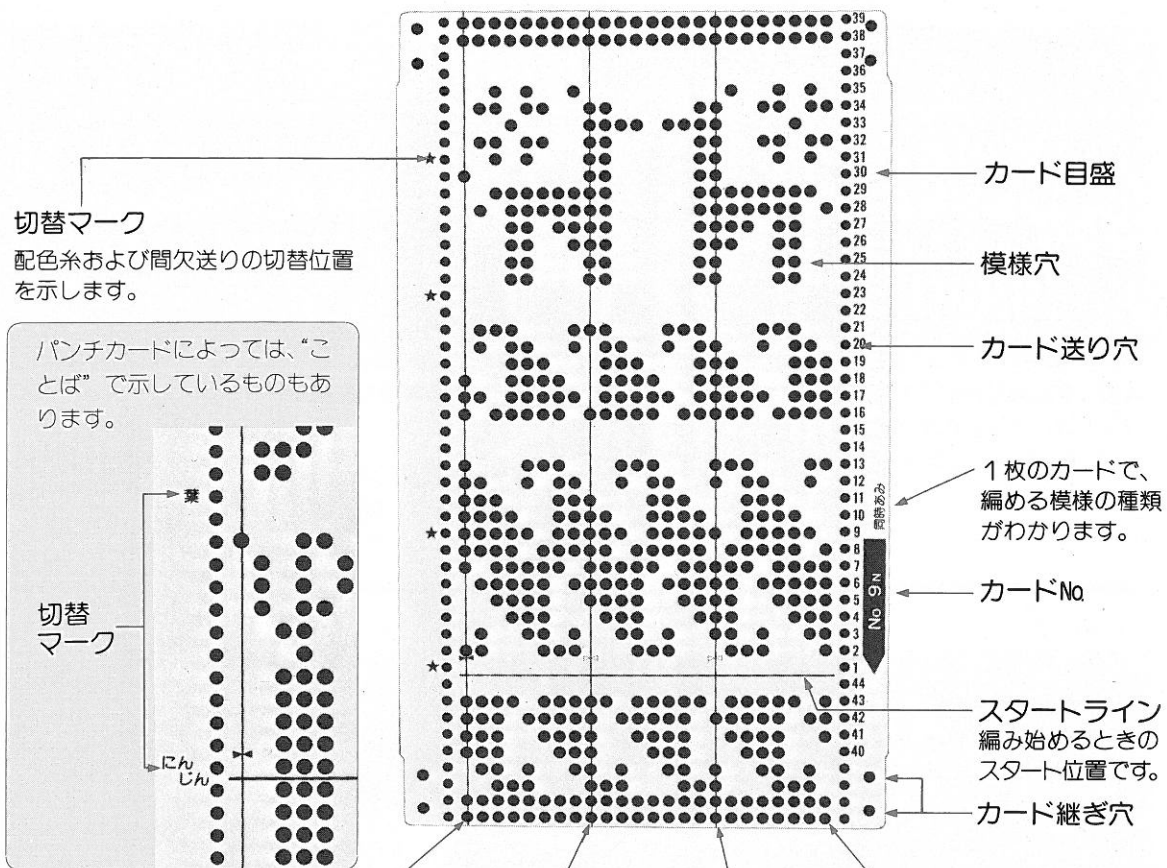 切替マーク
配色糸および間欠送りの切替位置
を示します。
パンチカードによっては、“こ
とば”で示しているものもあ
ります。
葉
切替
マーク
にん
じん
★
★
★
★
39
38
37
36
35
34
33
32
31
30
29
28
27
26
25
24
23
22
21
20
19
18
17
16
15
14
13
12
11
10
9
8
7
6
5
4
3
2
1
44
43
42
41
40
同時あみ
No 9N
カード目盛
模様穴
カード送り穴
1枚のカードで、
編める模様の種類
がわかります。
カードNo.
スタートライン
編み始めるときの
スタート位置です。
カード継ぎ穴